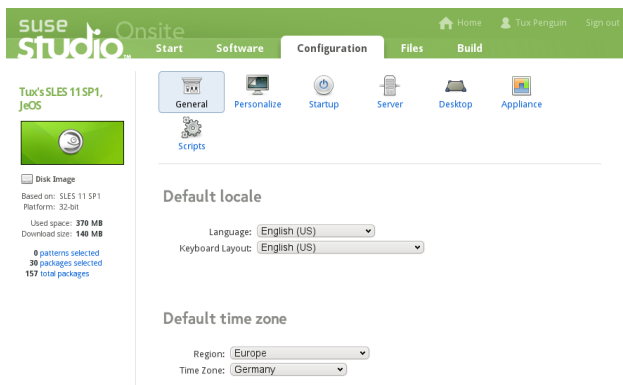 suse Onsite
studio™
Home Tux Penguin Sign out
Start Software Configuration Files Build
Tux's SLES 11 SP1,
JeOS
Disk Image
Based on: SLES 11 SP1
Platform: 32-bit
Used space: 370 MB
Download size: 140 MB
0 patterns selected
30 packages selected
157 total packages
General Personalize Startup Server Desktop Appliance
Scripts
Default locale
Language: English (US)
Keyboard Layout: English (US)
Default time zone
Region: Europe
Time Zone: Germany